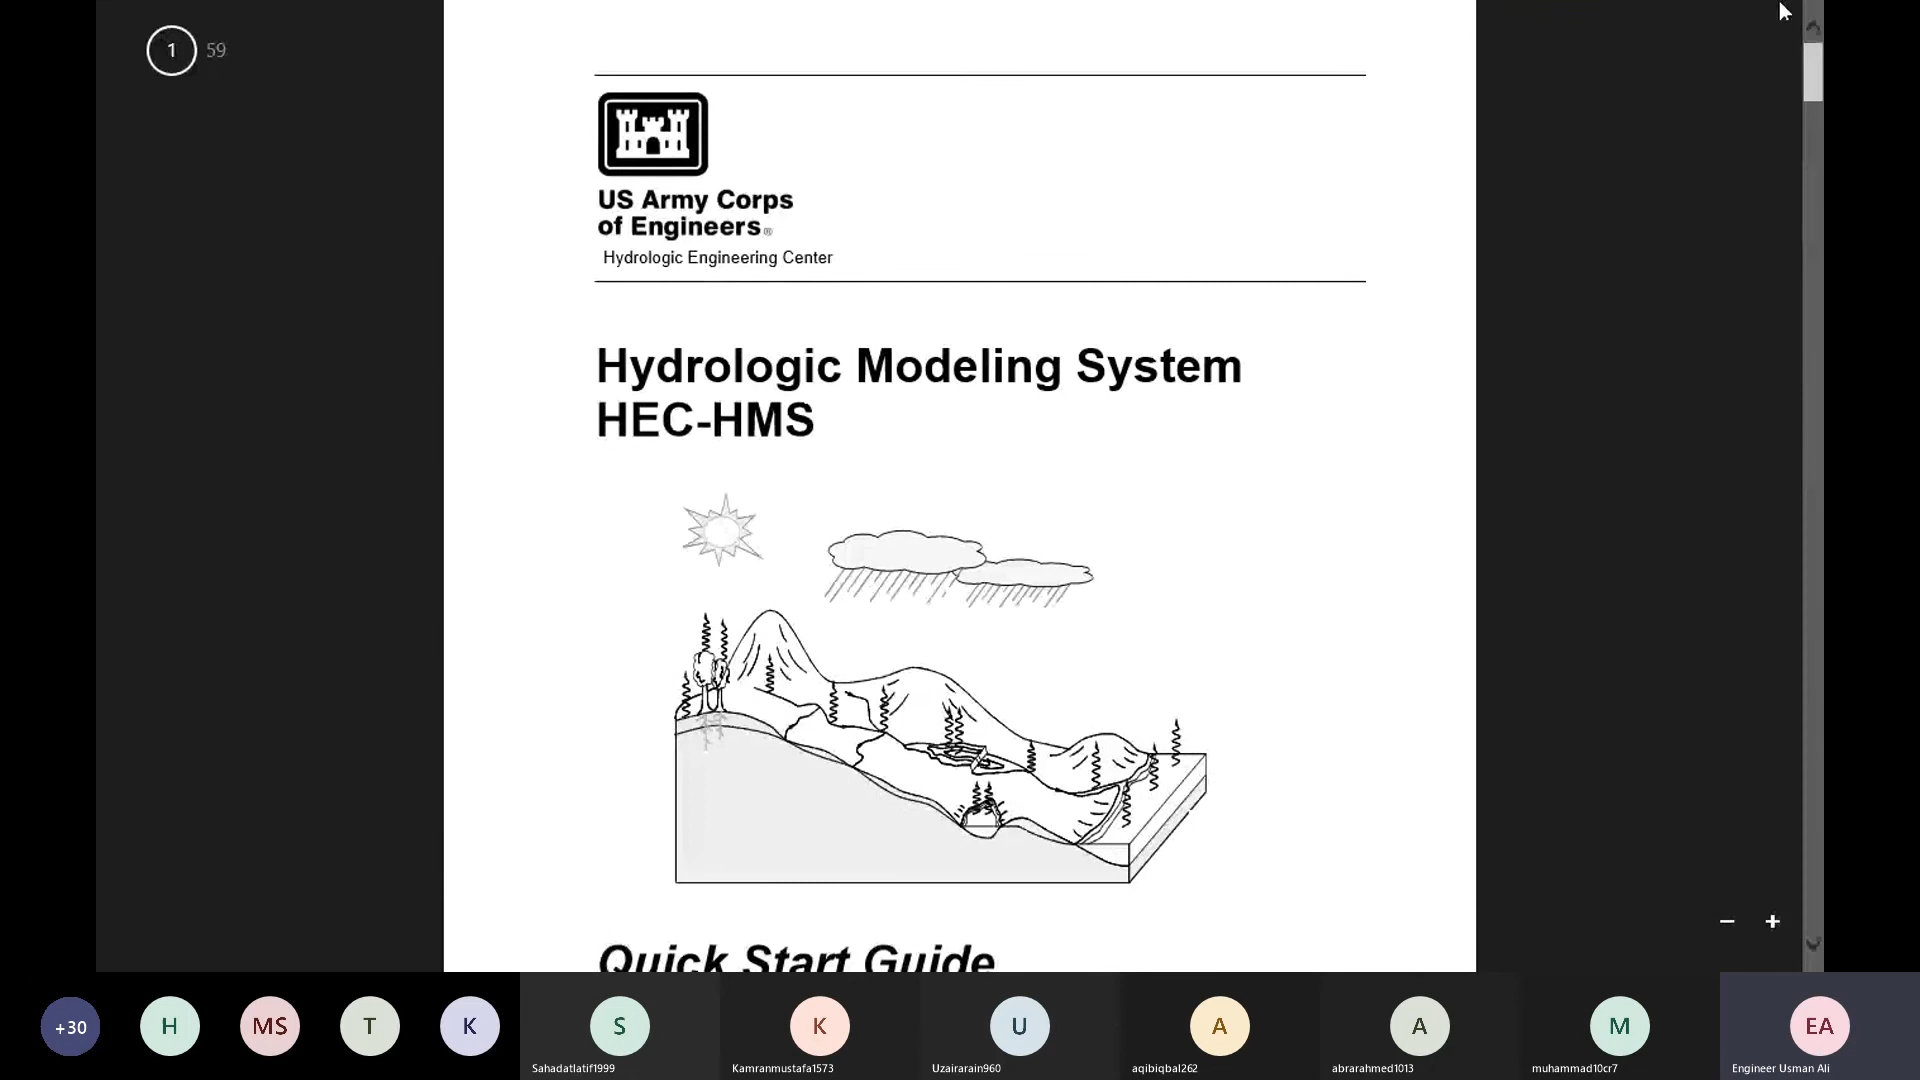 1 59
US Army Corps
of Engineers®
Hydrologic Engineering Center
Hydrologic Modeling System
HEC-HMS
Quick Start Guide
+30
H
MS
T
K
S
K
U
A
A
M
EA
Sahadatlatif1999
Kamranmustafa1573
Uzairarain960
aqibiqbal262
abrarahmed1013
muhammad10cr7
Engineer Usman Ali